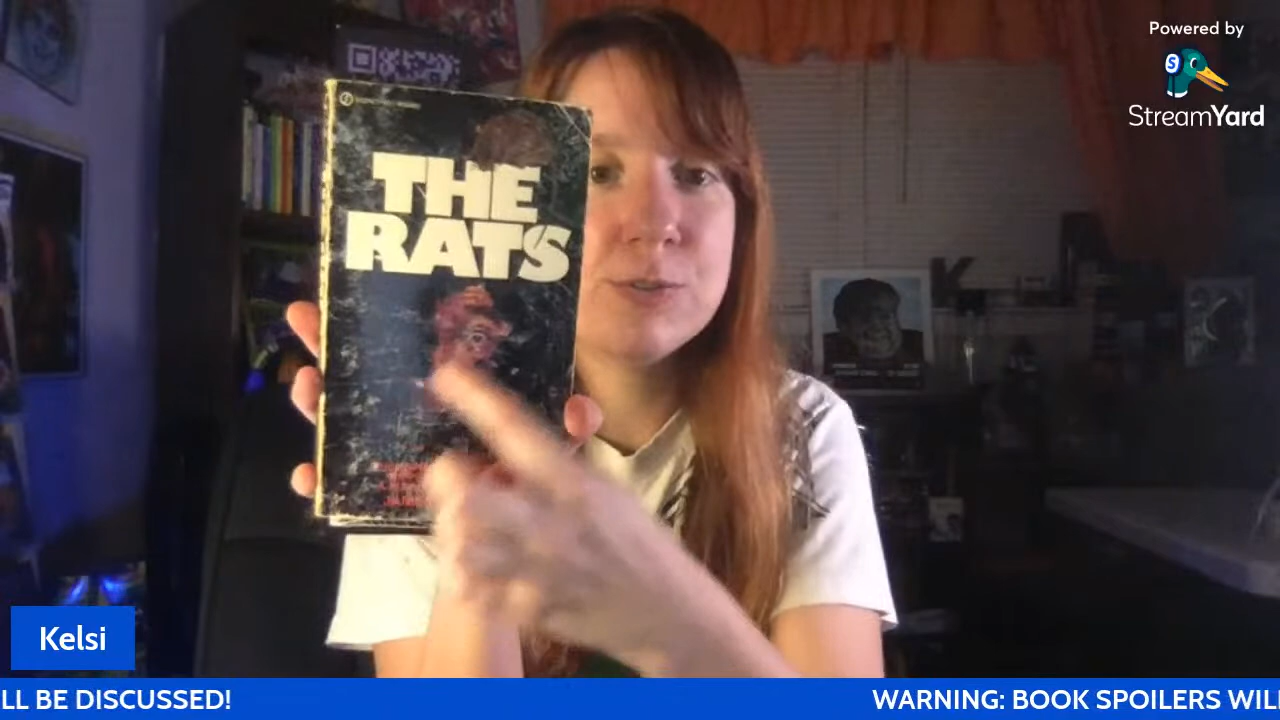 Powered by
StreamYard
THE
RATS
K
Kelsi
LL BE DISCUSSED!
WARNING: BOOK SPOILERS WIL